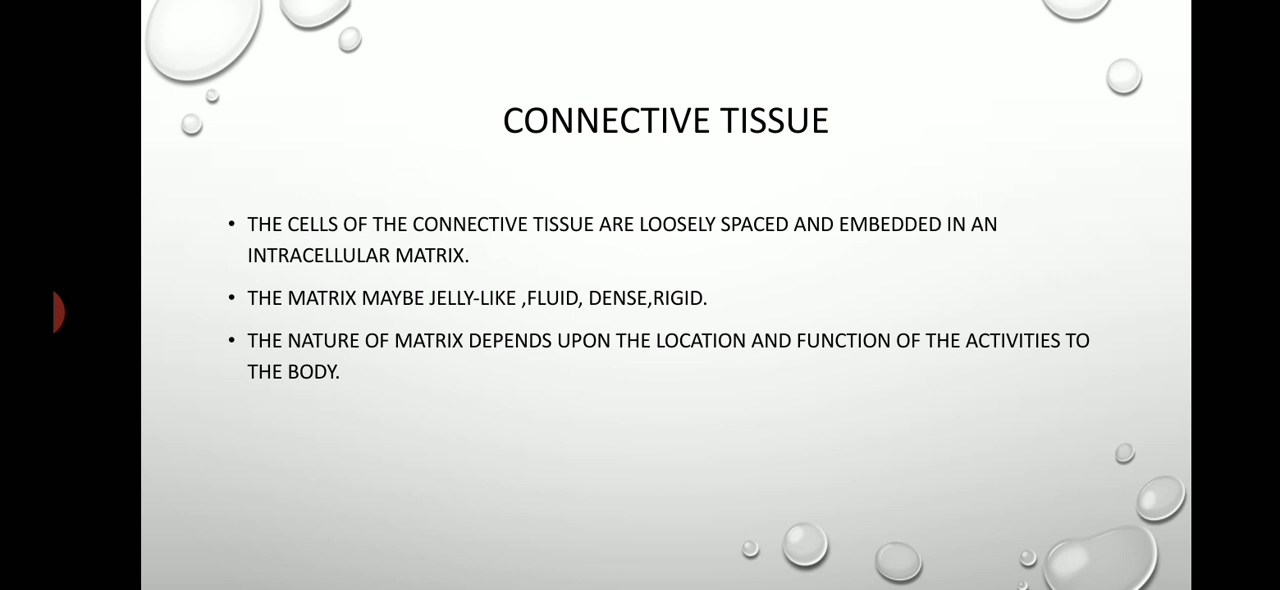 CONNECTIVE TISSUE
• THE CELLS OF THE CONNECTIVE TISSUE ARE LOOSELY SPACED AND EMBEDDED IN AN
INTRACELLULAR MATRIX.
• THE MATRIX MAYBE JELLY-LIKE ,FLUID, DENSE,RIGID.
• THE NATURE OF MATRIX DEPENDS UPON THE LOCATION AND FUNCTION OF THE ACTIVITIES TO
THE BODY.